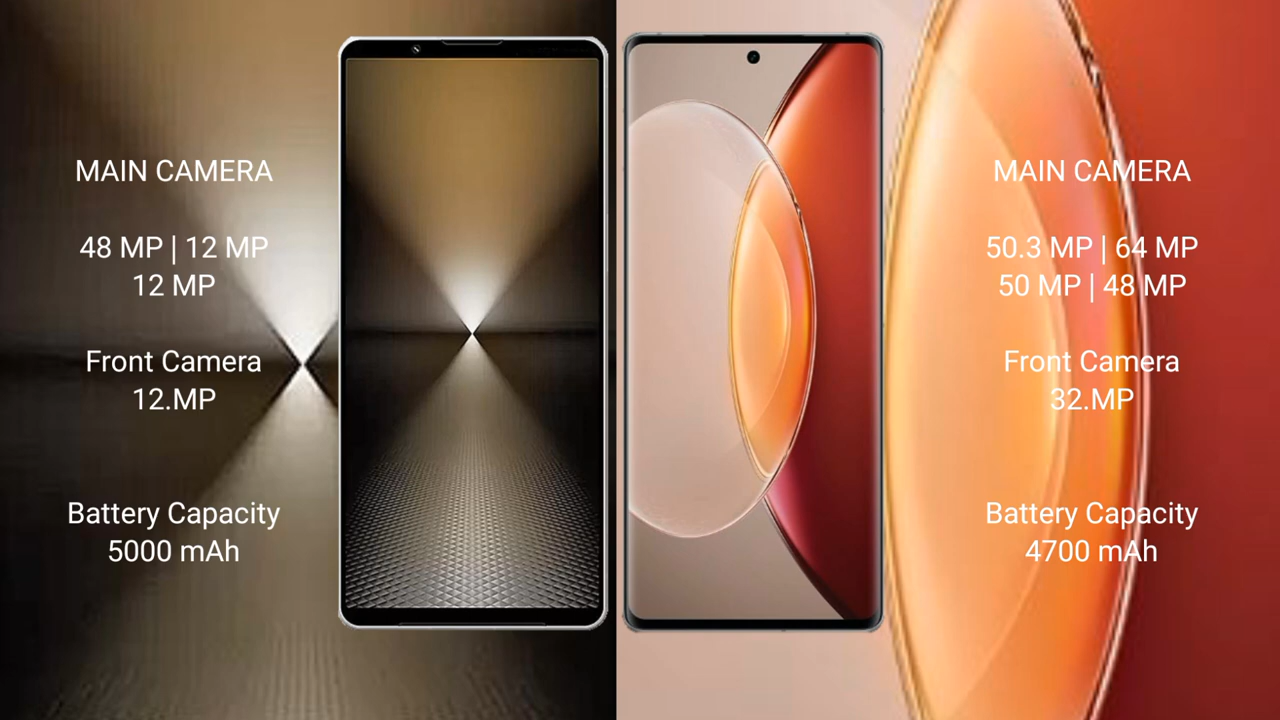 MAIN CAMERA
48 MP | 12 MP
12 MP
Front Camera
12.MP
Battery Capacity
5000 mAh
MAIN CAMERA
50.3 MP | 64 MP
50 MP | 48 MP
Front Camera
32.MP
Battery Capacity
4700 mAh